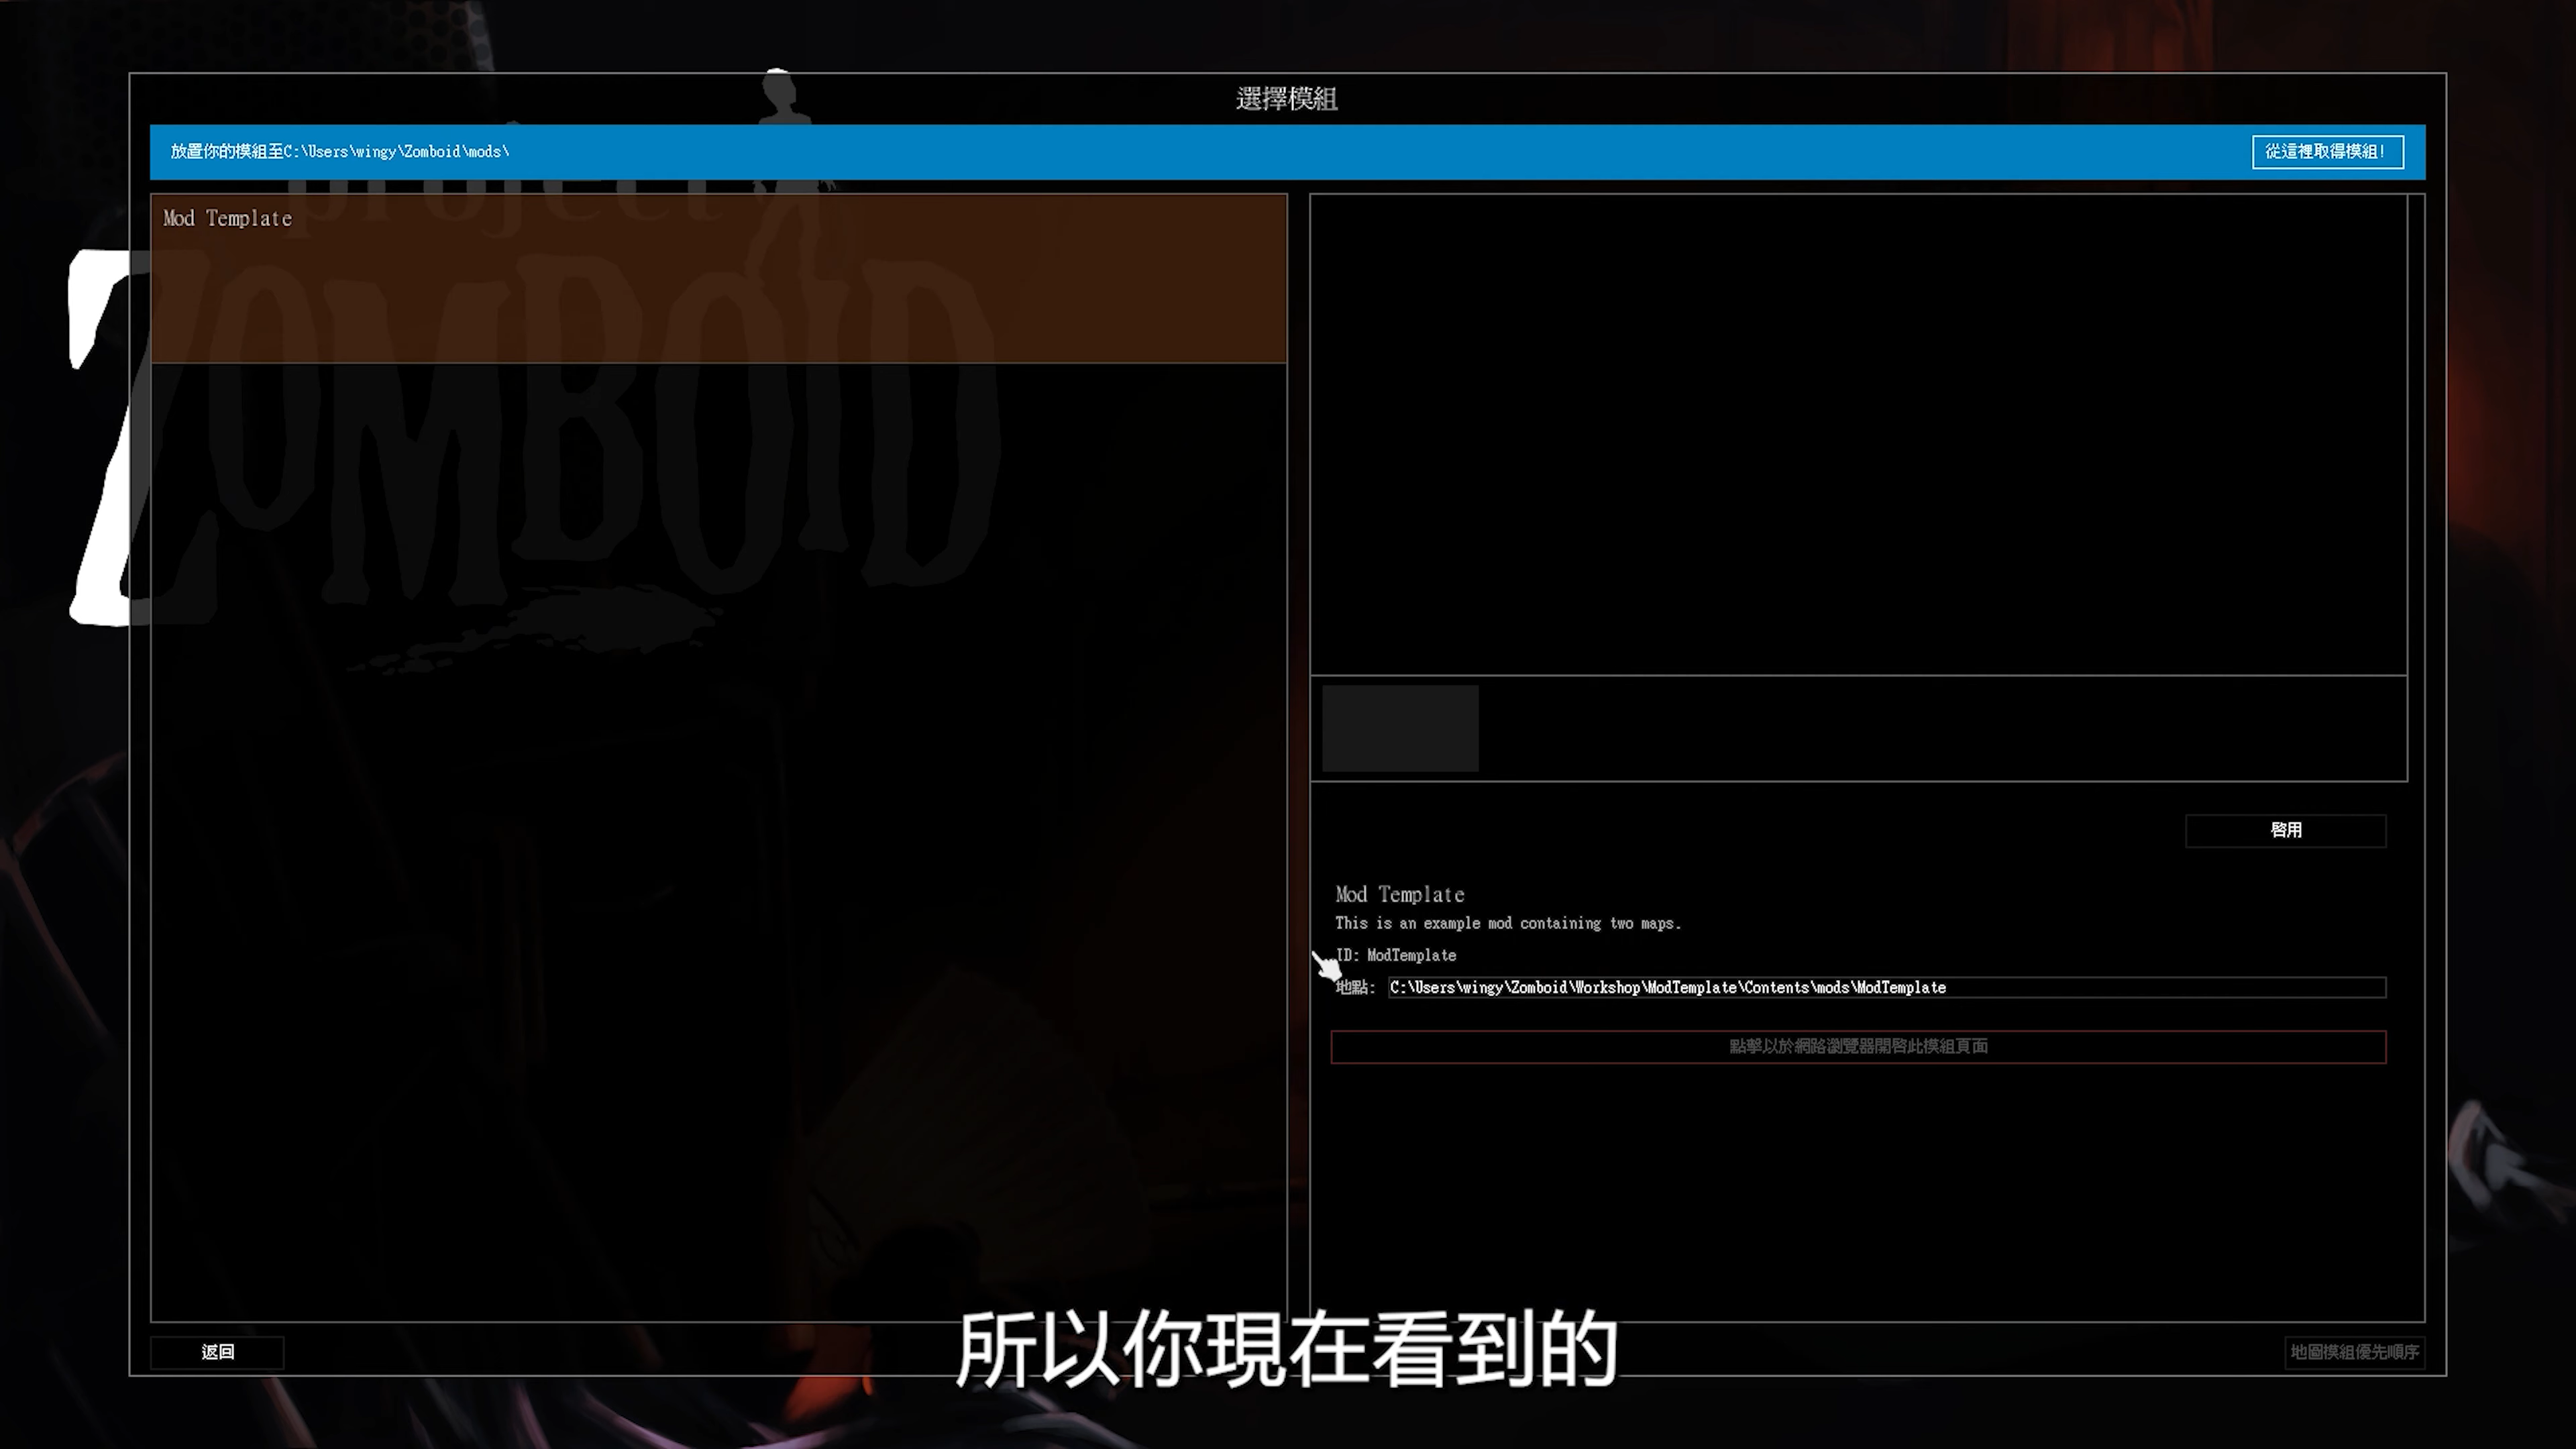 選擇模組
放置你的模組至C:\Users\wingy\Zomboid\mods\
從這裡取得模組!
project
ZOMBOID
Mod Template
啓用
Mod Template
This is an example mod containing two maps.
ID: ModTemplate
地點: C:\Users\wingy\Zomboid\Workshop\ModTemplate\Contents\mods\ModTemplate
點擊以於網路瀏覽器開啓此模組頁面
返回
地圖模組優先順序
所以你現在看到的